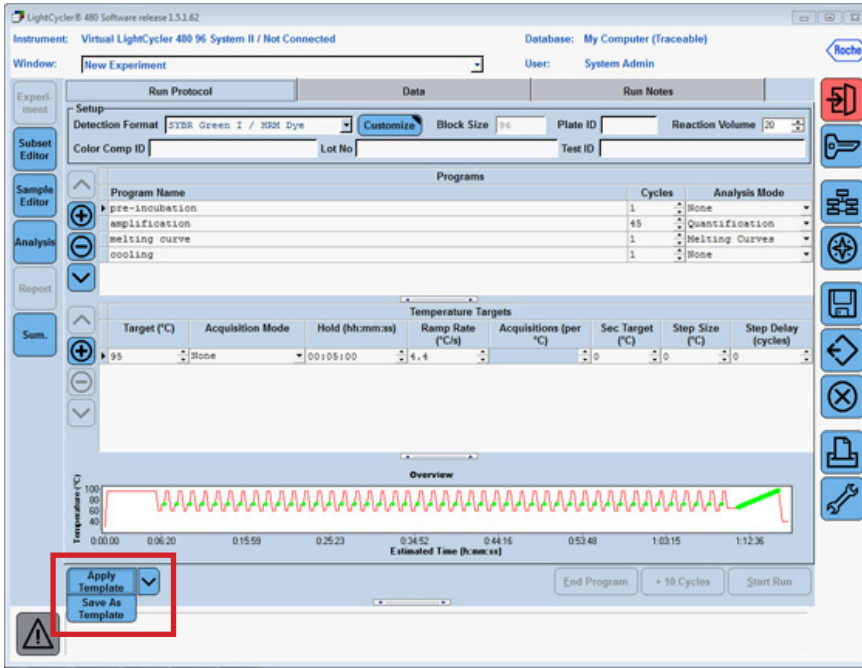 LightCycler® 480 Software release 1.5.1.62
Instrument: Virtual LightCycler 480 96 System II / Not Connected Database: My Computer (Traceable)
Window: New Experiment User: System Admin
Roche
Experi-
ment
Subset
Editor
Sample
Editor
Analysis
Report
Sum.
Run Protocol Data Run Notes
Setup
Detection Format SYBR Green I / HRM Dye Customize Block Size 96 Plate ID Reaction Volume 20
Color Comp ID Lot No Test ID
Programs
Program Name Cycles Analysis Mode
pre-incubation 1 None
amplification 45 Quantification
melting curve 1 Melting Curves
cooling 1 None
Temperature Targets
Target (°C) Acquisition Mode Hold (hh:mm:ss) Ramp Rate (°C/s) Acquisitions (per °C) Sec Target (°C) Step Size (°C) Step Delay (cycles)
95 None 00:05:00 4.4 0 0 0
Overview
Temperature (°C)
100
80
60
40
0:00:00 0:06:20 0:15:59 0:25:23 0:34:52 0:44:16 0:53:48 1:03:15 1:12:36
Estimated Time (h:mm:ss)
Apply
Template
Save As
Template
End Program + 10 Cycles Start Run